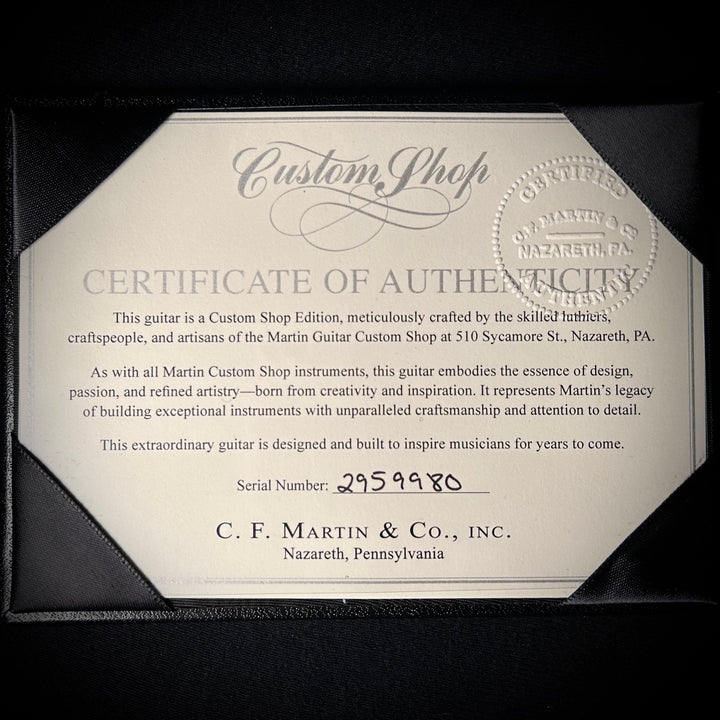 Custom Shop
CERTIFIED
C.F. MARTIN & CO
NAZARETH, PA.
AUTHENTIC
CERTIFICATE OF AUTHENTICITY
This guitar is a Custom Shop Edition, meticulously crafted by the skilled luthiers,
craftspeople, and artisans of the Martin Guitar Custom Shop at 510 Sycamore St., Nazareth, PA.
As with all Martin Custom Shop instruments, this guitar embodies the essence of design,
passion, and refined artistry—born from creativity and inspiration. It represents Martin's legacy
of building exceptional instruments with unparalleled craftsmanship and attention to detail.
This extraordinary guitar is designed and built to inspire musicians for years to come.
Serial Number: 2959980
C. F. MARTIN & CO., INC.
Nazareth, Pennsylvania